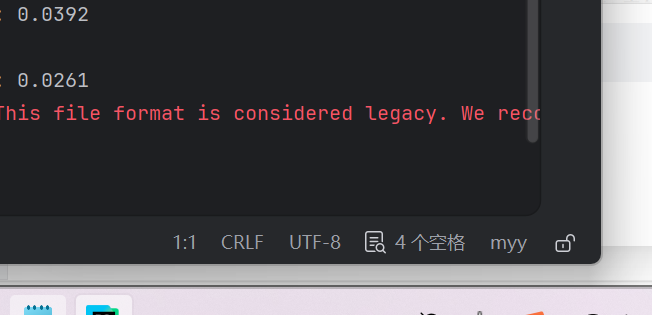 : 0.0392
: 0.0261
This file format is considered legacy. We rec
1:1 CRLF UTF-8 4 个空格 myy